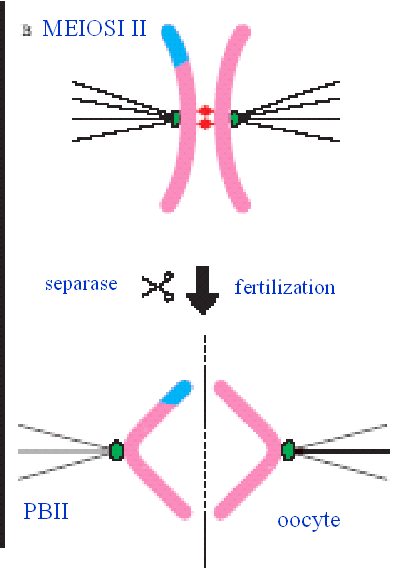 B MEIOSI II
separase
fertilization
PBII
oocyte